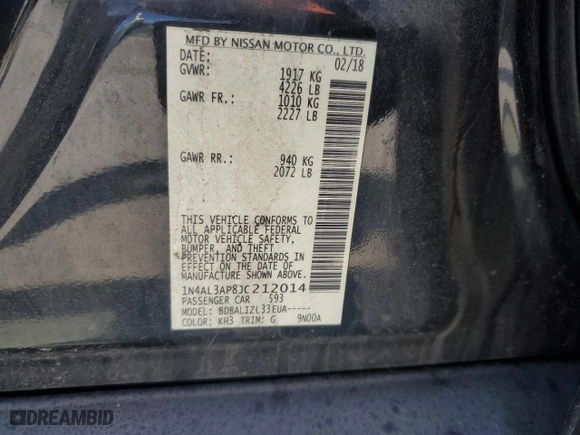 MFD BY NISSAN MOTOR CO., LTD.
DATE: 02/18
GVWR: 1917 KG
4226 LB
GAWR FR.: 1010 KG
2227 LB
GAWR RR.: 940 KG
2072 LB
THIS VEHICLE CONFORMS TO
ALL APPLICABLE FEDERAL
MOTOR VEHICLE SAFETY,
BUMPER, AND THEFT
PREVENTION STANDARDS
IN EFFECT ON THE DATE OF
MANUFACTURE SHOWN ABOVE.
1N4AL3AP8JC212014
PASSENGER CAR 593
MODEL: BDBALIZL33EUA-----
COLOR: KH3 TRIM: G 9N00A
DREAMBID